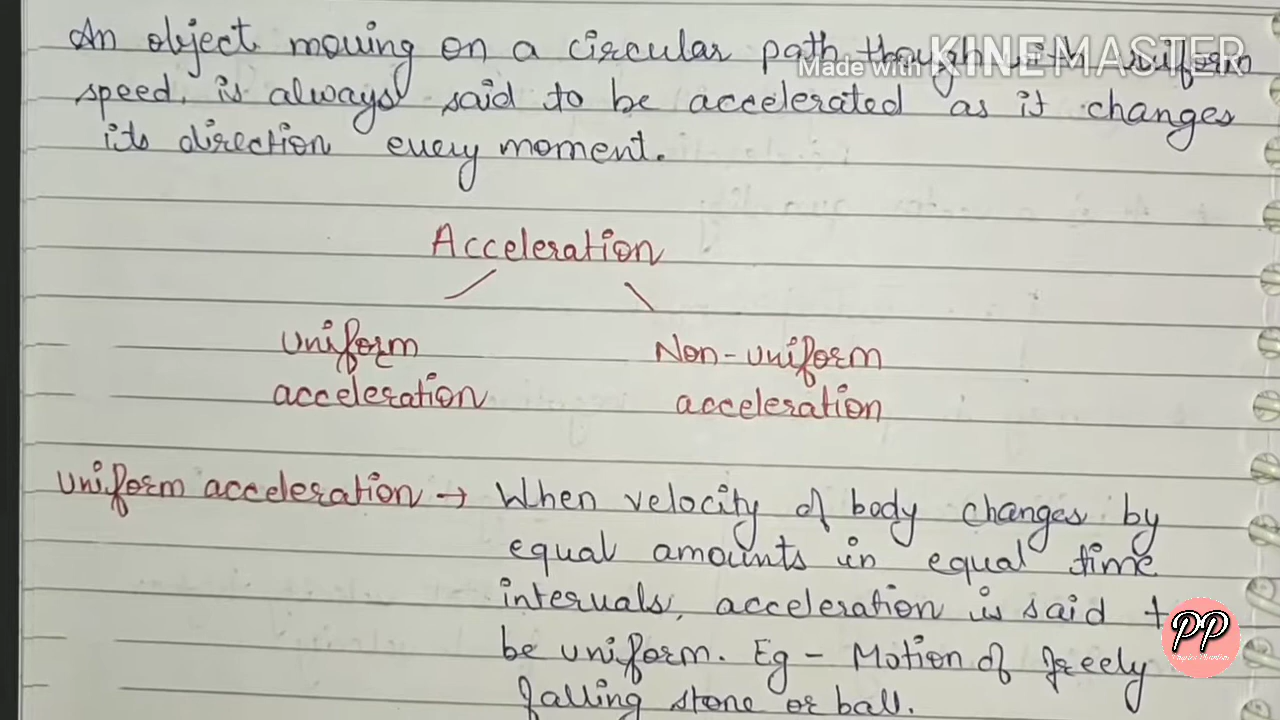 An object moving on a circular path though with uniform
Made with KINEMASTER
speed, is always said to be accelerated as it changes
its direction every moment.
Acceleration
Uniform acceleration
Non-uniform acceleration
Uniform acceleration → When velocity of body changes by
equal amounts in equal time
intervals, acceleration is said t
be uniform. Eg - Motion of freely
falling stone or ball.
PP